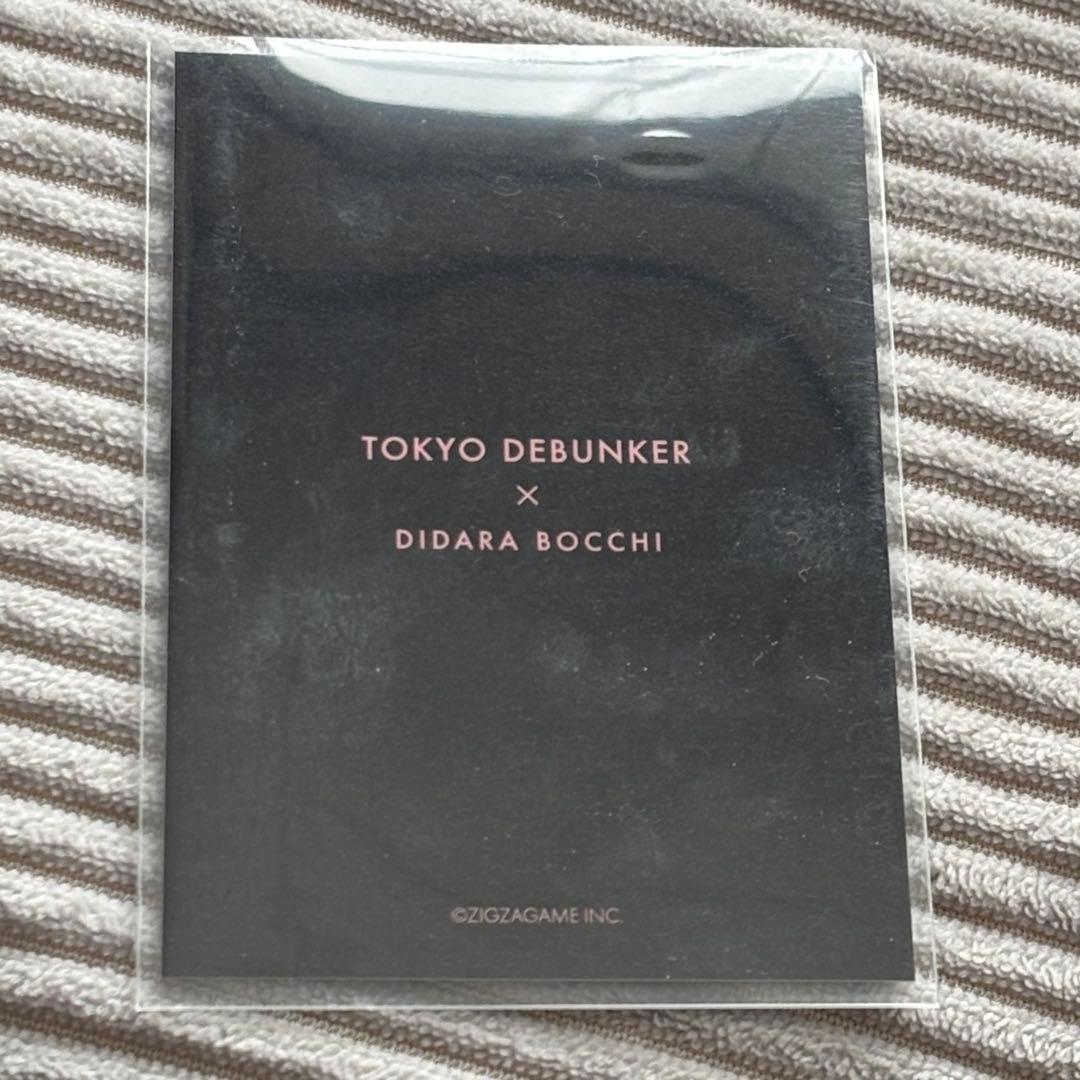 TOKYO DEBUNKER
×
DIDARA BOCCHI
©ZIGZAGAME INC.